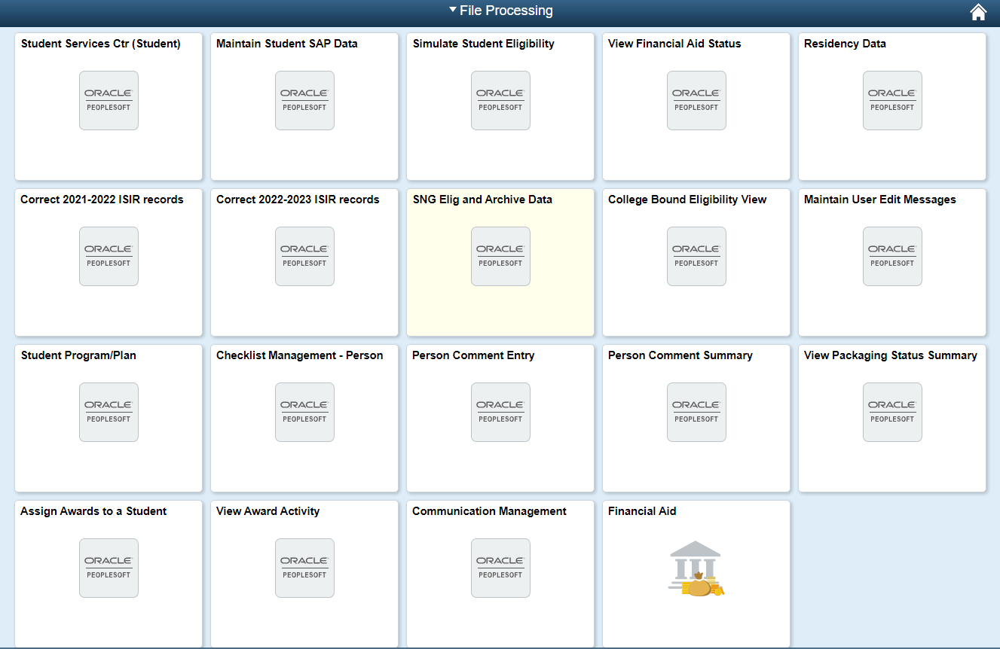 File Processing
Student Services Ctr (Student)
Maintain Student SAP Data
Simulate Student Eligibility
View Financial Aid Status
Residency Data
ORACLE
PEOPLESOFT
ORACLE
PEOPLESOFT
ORACLE
PEOPLESOFT
ORACLE
PEOPLESOFT
ORACLE
PEOPLESOFT
Correct 2021-2022 ISIR records
Correct 2022-2023 ISIR records
SNG Elig and Archive Data
College Bound Eligibility View
Maintain User Edit Messages
ORACLE
PEOPLESOFT
ORACLE
PEOPLESOFT
ORACLE
PEOPLESOFT
ORACLE
PEOPLESOFT
ORACLE
PEOPLESOFT
Student Program/Plan
Checklist Management - Person
Person Comment Entry
Person Comment Summary
View Packaging Status Summary
ORACLE
PEOPLESOFT
ORACLE
PEOPLESOFT
ORACLE
PEOPLESOFT
ORACLE
PEOPLESOFT
ORACLE
PEOPLESOFT
Assign Awards to a Student
View Award Activity
Communication Management
Financial Aid
ORACLE
PEOPLESOFT
ORACLE
PEOPLESOFT
ORACLE
PEOPLESOFT